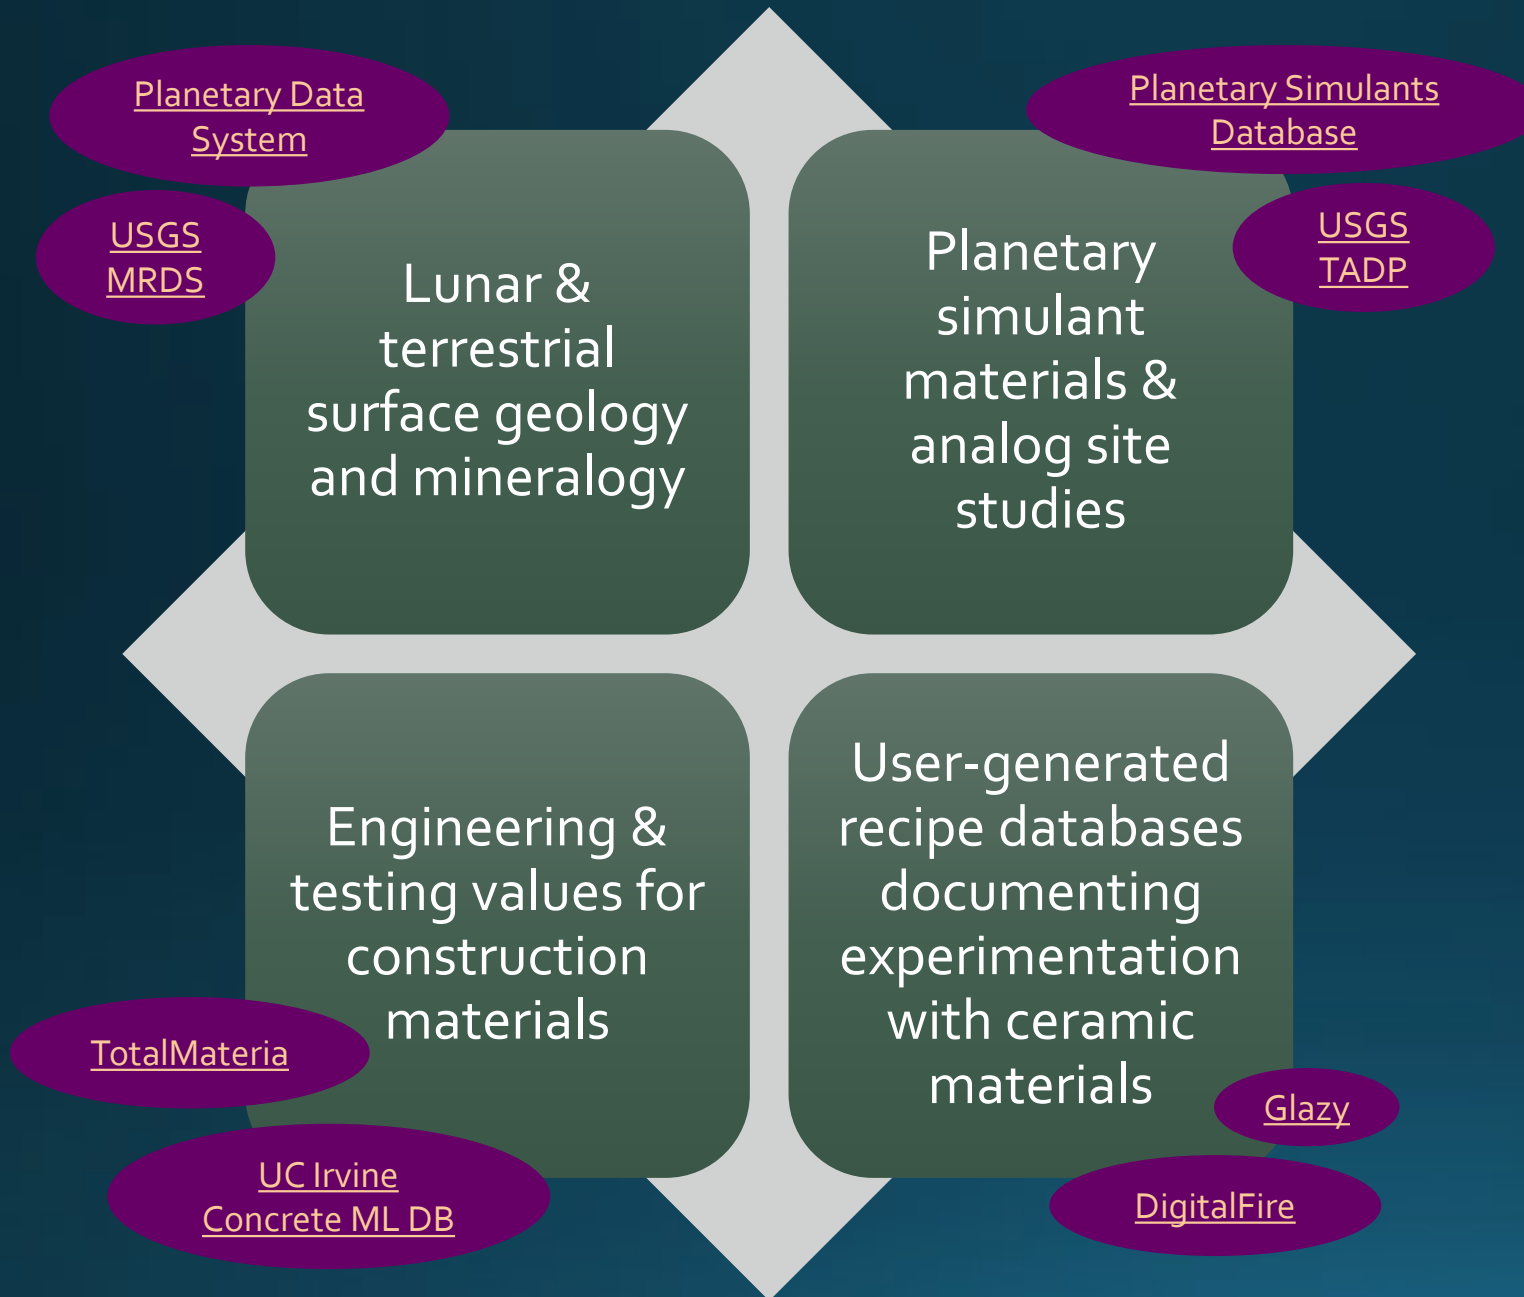 Planetary Data
System
USGS
MRDS
Lunar &
terrestrial
surface geology
and mineralogy
Planetary Simulants
Database
USGS
TADP
Planetary
simulant
materials &
analog site
studies
Engineering &
testing values for
construction
materials
TotalMateria
UC Irvine
Concrete ML DB
User-generated
recipe databases
documenting
experimentation
with ceramic
materials
Glazy
DigitalFire